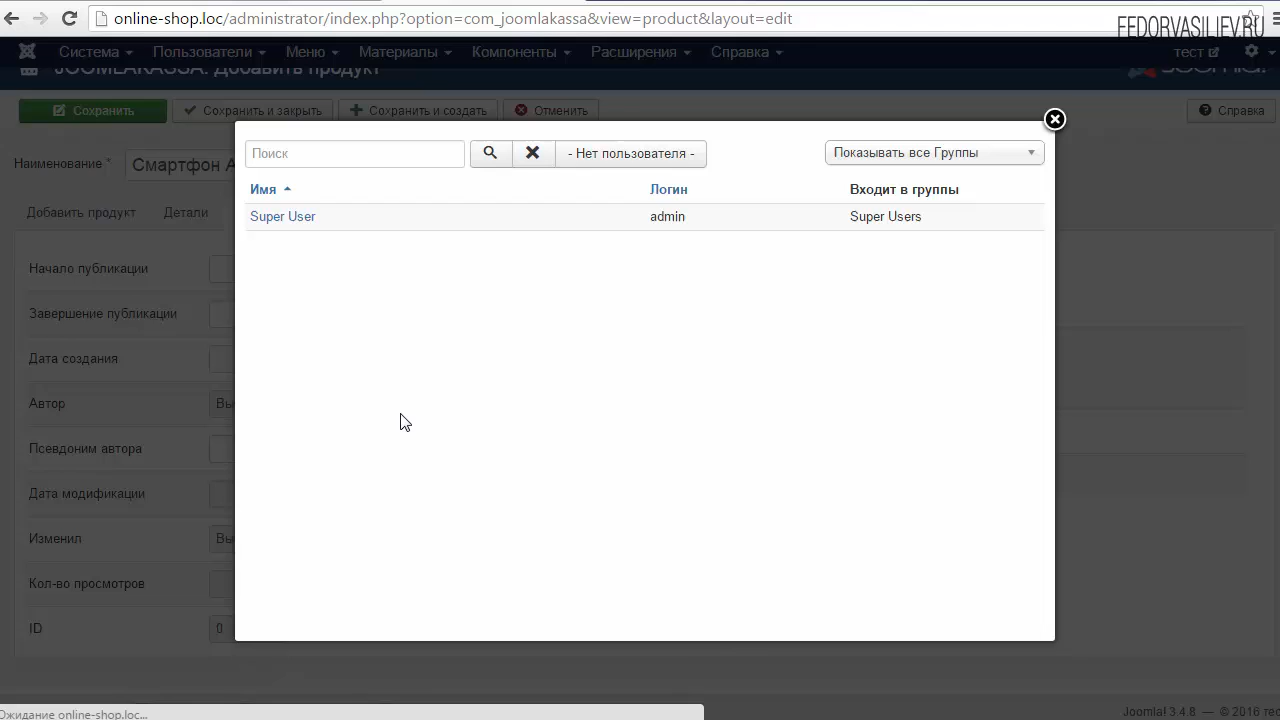 online-shop.loc/administrator/index.php?option=com_joomlakassa&view=product&layout=edit
FEDORVASILIEV.RU
Система Пользователи Меню Материалы Компоненты Расширения Справка тест
JOOMLAKASSA: Добавить продукт
Сохранить Сохранить и закрыть Сохранить и создать Отменить Справка
Наименование * Смартфон A
Поиск - Нет пользователя - Показывать все Группы
Имя Логин Входит в группы
Super User admin Super Users
Добавить продукт Детали
Начало публикации
Завершение публикации
Дата создания
Автор Вы
Псевдоним автора
Дата модификации
Изменил Вы
Кол-во просмотров
ID 0
Ожидание online-shop.loc...
Joomla! 3.4.8 — © 2016 тес